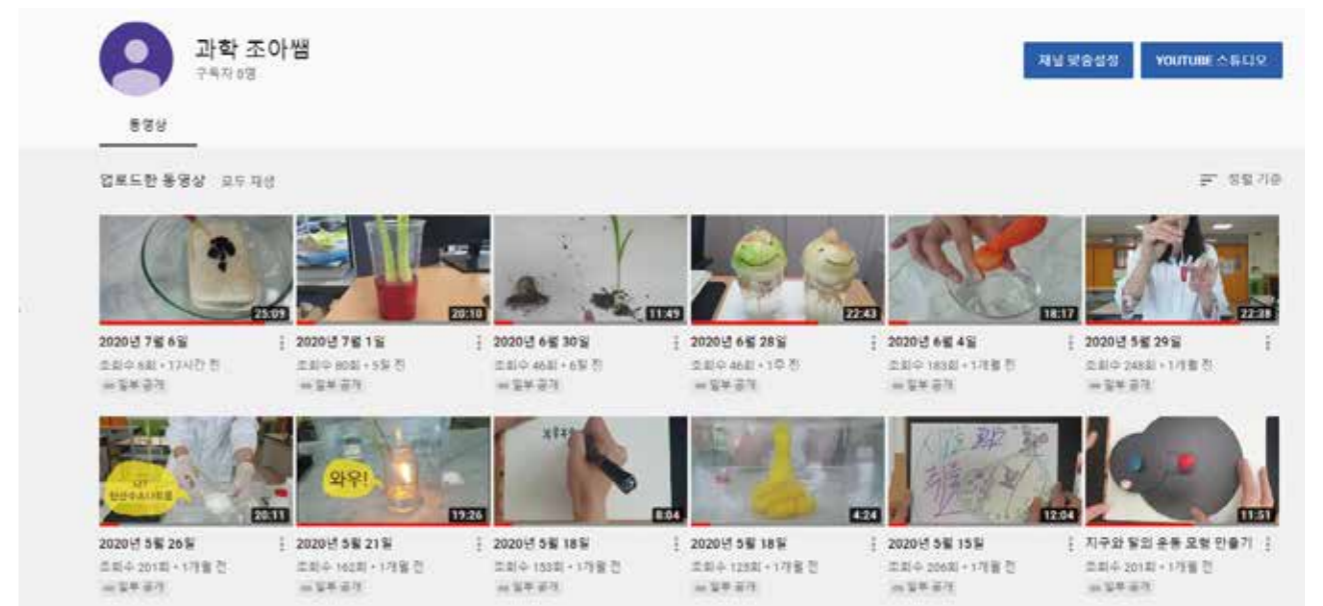 과학 조아쌤
구독자 0명
채널 맞춤설정
YOUTUBE 스튜디오
동영상
업로드한 동영상 모두 재생
정렬 기준
25:09
20:10
11:49
22:43
18:17
22:38
2020년 7월 6일
2020년 7월 1일
2020년 6월 30일
2020년 6월 28일
2020년 6월 4일
2020년 5월 29일
조회수 6회 • 17시간 전
조회수 80회 • 5일 전
조회수 46회 • 6일 전
조회수 46회 • 1주 전
조회수 183회 • 1개월 전
조회수 248회 • 1개월 전
일부 공개
일부 공개
일부 공개
일부 공개
일부 공개
일부 공개
탄산수소나트륨
와우!
20:11
19:26
8:04
4:24
12:04
11:51
2020년 5월 26일
2020년 5월 21일
2020년 5월 18일
2020년 5월 18일
2020년 5월 15일
지구와 달의 운동 모형 만들기
조회수 201회 • 1개월 전
조회수 162회 • 1개월 전
조회수 153회 • 1개월 전
조회수 125회 • 1개월 전
조회수 206회 • 1개월 전
조회수 201회 • 1개월 전
일부 공개
일부 공개
일부 공개
일부 공개
일부 공개
일부 공개